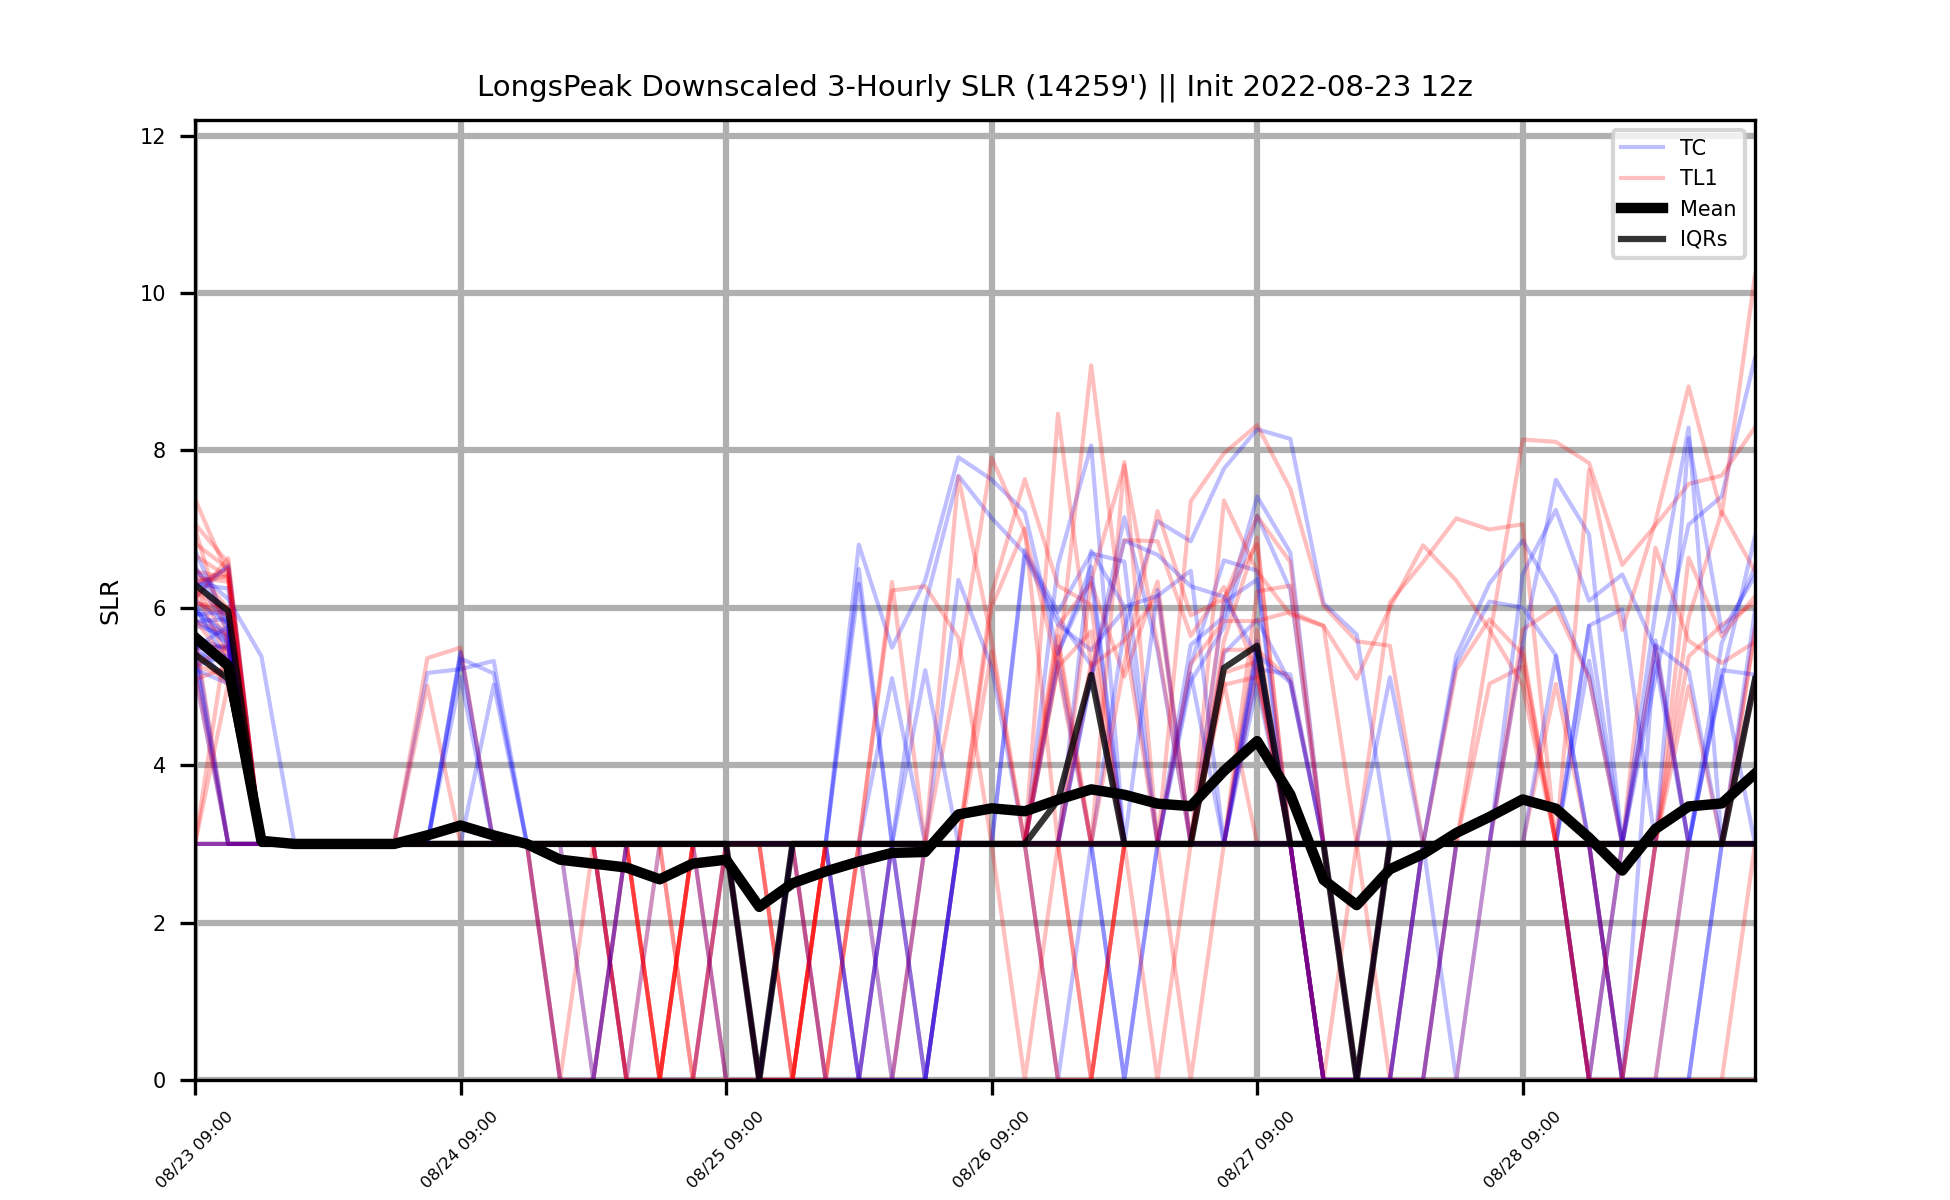 LongsPeak Downscaled 3-Hourly SLR (14259') || Init 2022-08-23 12z
12
10
8
6
4
2
0
SLR
TC
TL1
Mean
IQRs
08/23 09:00
08/24 09:00
08/25 09:00
08/26 09:00
08/27 09:00
08/28 09:00